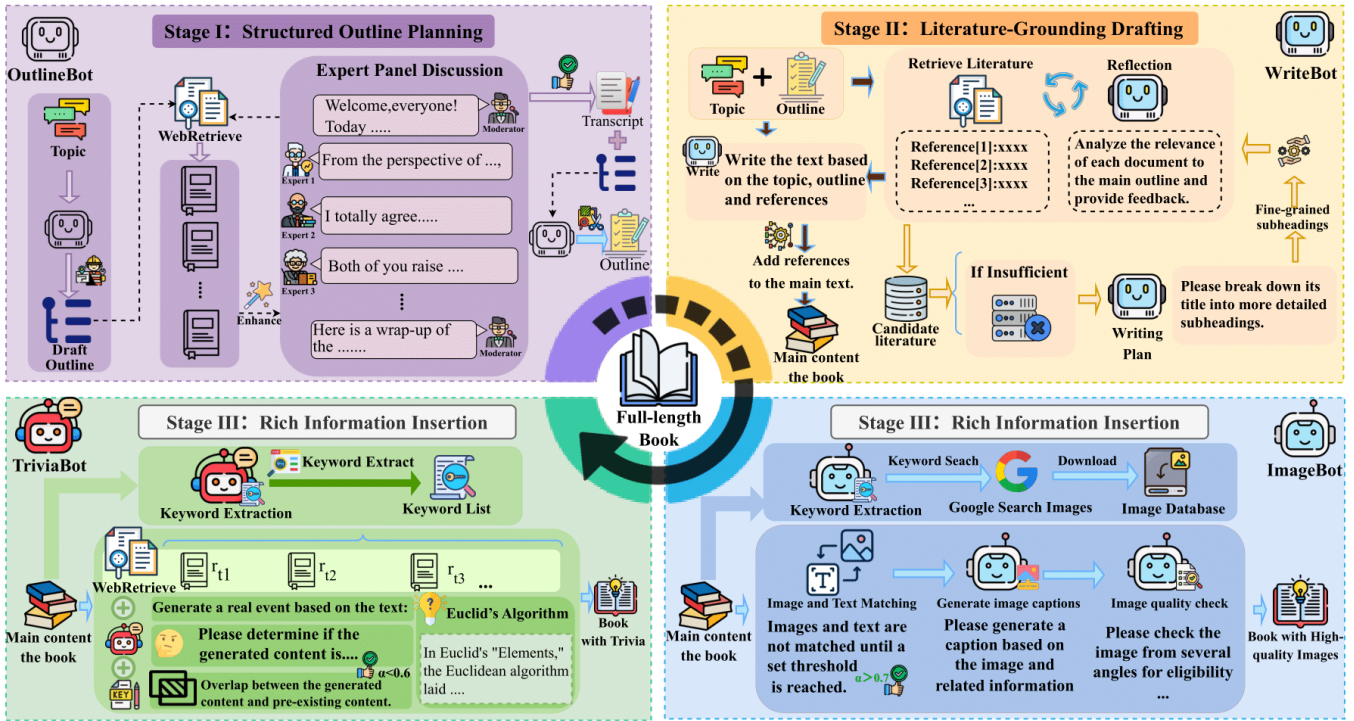 Stage I: Structured Outline Planning
OutlineBot
Topic
Draft
Outline
WebRetrieve
Enhance
Expert Panel Discussion
Welcome,everyone!
Today .....
Moderator
Expert 1
From the perspective of ...,
Expert 2
I totally agree.....
Expert 3
Both of you raise ....
Here is a wrap-up of
the .......
Moderator
Transcript
Outline
Stage II: Literature-Grounding Drafting
WriteBot
Topic
Outline
Retrieve Literature
Reflection
Reference[1]:xxxx
Reference[2]:xxxx
Reference[3]:xxxx
...
Analyze the relevance
of each document to
the main outline and
provide feedback.
Write
Write the text based
on the topic, outline
and references
Add references
to the main text.
Main content
the book
Candidate
literature
If Insufficient
Writing
Plan
Please break down its
title into more detailed
subheadings.
Fine-grained
subheadings
Full-length
Book
Stage III: Rich Information Insertion
TriviaBot
Keyword Extraction
Keyword Extract
Keyword List
WebRetrieve
rt1
rt2
rt3
...
Main content
the book
Generate a real event based on the text:
Please determine if the
generated content is....
α<0.6
KEY
Overlap between the generated
content and pre-existing content.
Euclid's Algorithm
In Euclid's "Elements,"
the Euclidean algorithm
laid ....
Book
with Trivia
Stage III: Rich Information Insertion
ImageBot
Keyword Extraction
Keyword Seach
Google Search Images
Download
Image Database
Main content
the book
T
Image and Text Matching
Images and text are
not matched until a
set threshold
is reached.
α>0.7
Generate image captions
Please generate a
caption based on
the image and
related information
Image quality check
Please check the
image from several
angles for eligibility
...
Book with High-
quality Images